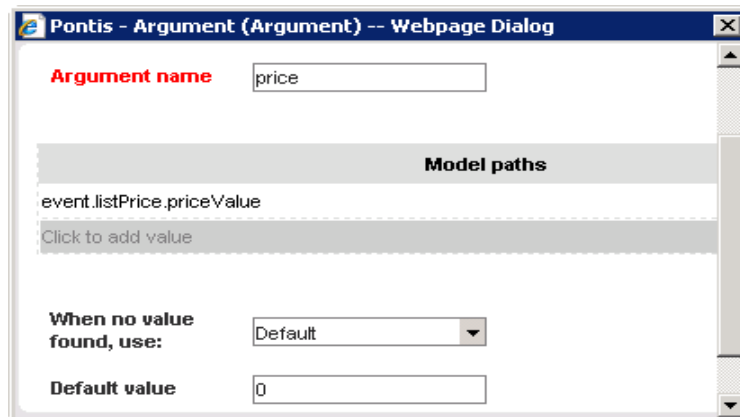 Pontis - Argument (Argument) -- Webpage Dialog
Argument name price
Model paths
event.listPrice.priceValue
Click to add value
When no value
found, use: Default
Default value 0